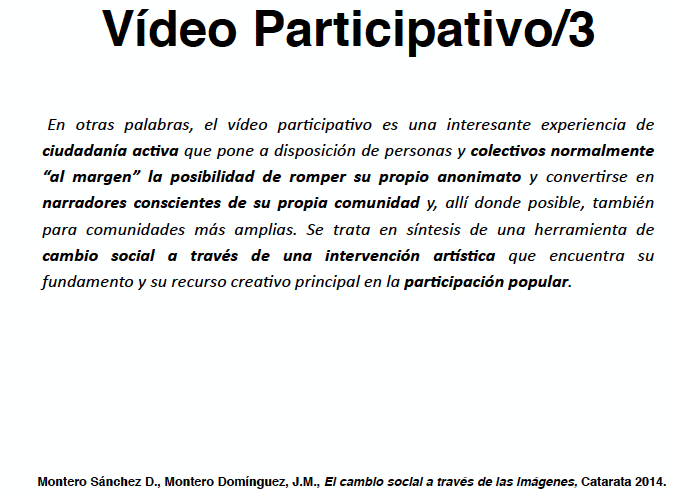 Vídeo Participativo/3
En otras palabras, el vídeo participativo es una interesante experiencia de
ciudadanía activa que pone a disposición de personas y colectivos normalmente
“al margen” la posibilidad de romper su propio anonimato y convertirse en
narradores conscientes de su propia comunidad y, allí donde posible, también
para comunidades más amplias. Se trata en síntesis de una herramienta de
cambio social a través de una intervención artística que encuentra su
fundamento y su recurso creativo principal en la participación popular.
Montero Sánchez D., Montero Domínguez, J.M., El cambio social a través de las imágenes, Catarata 2014.